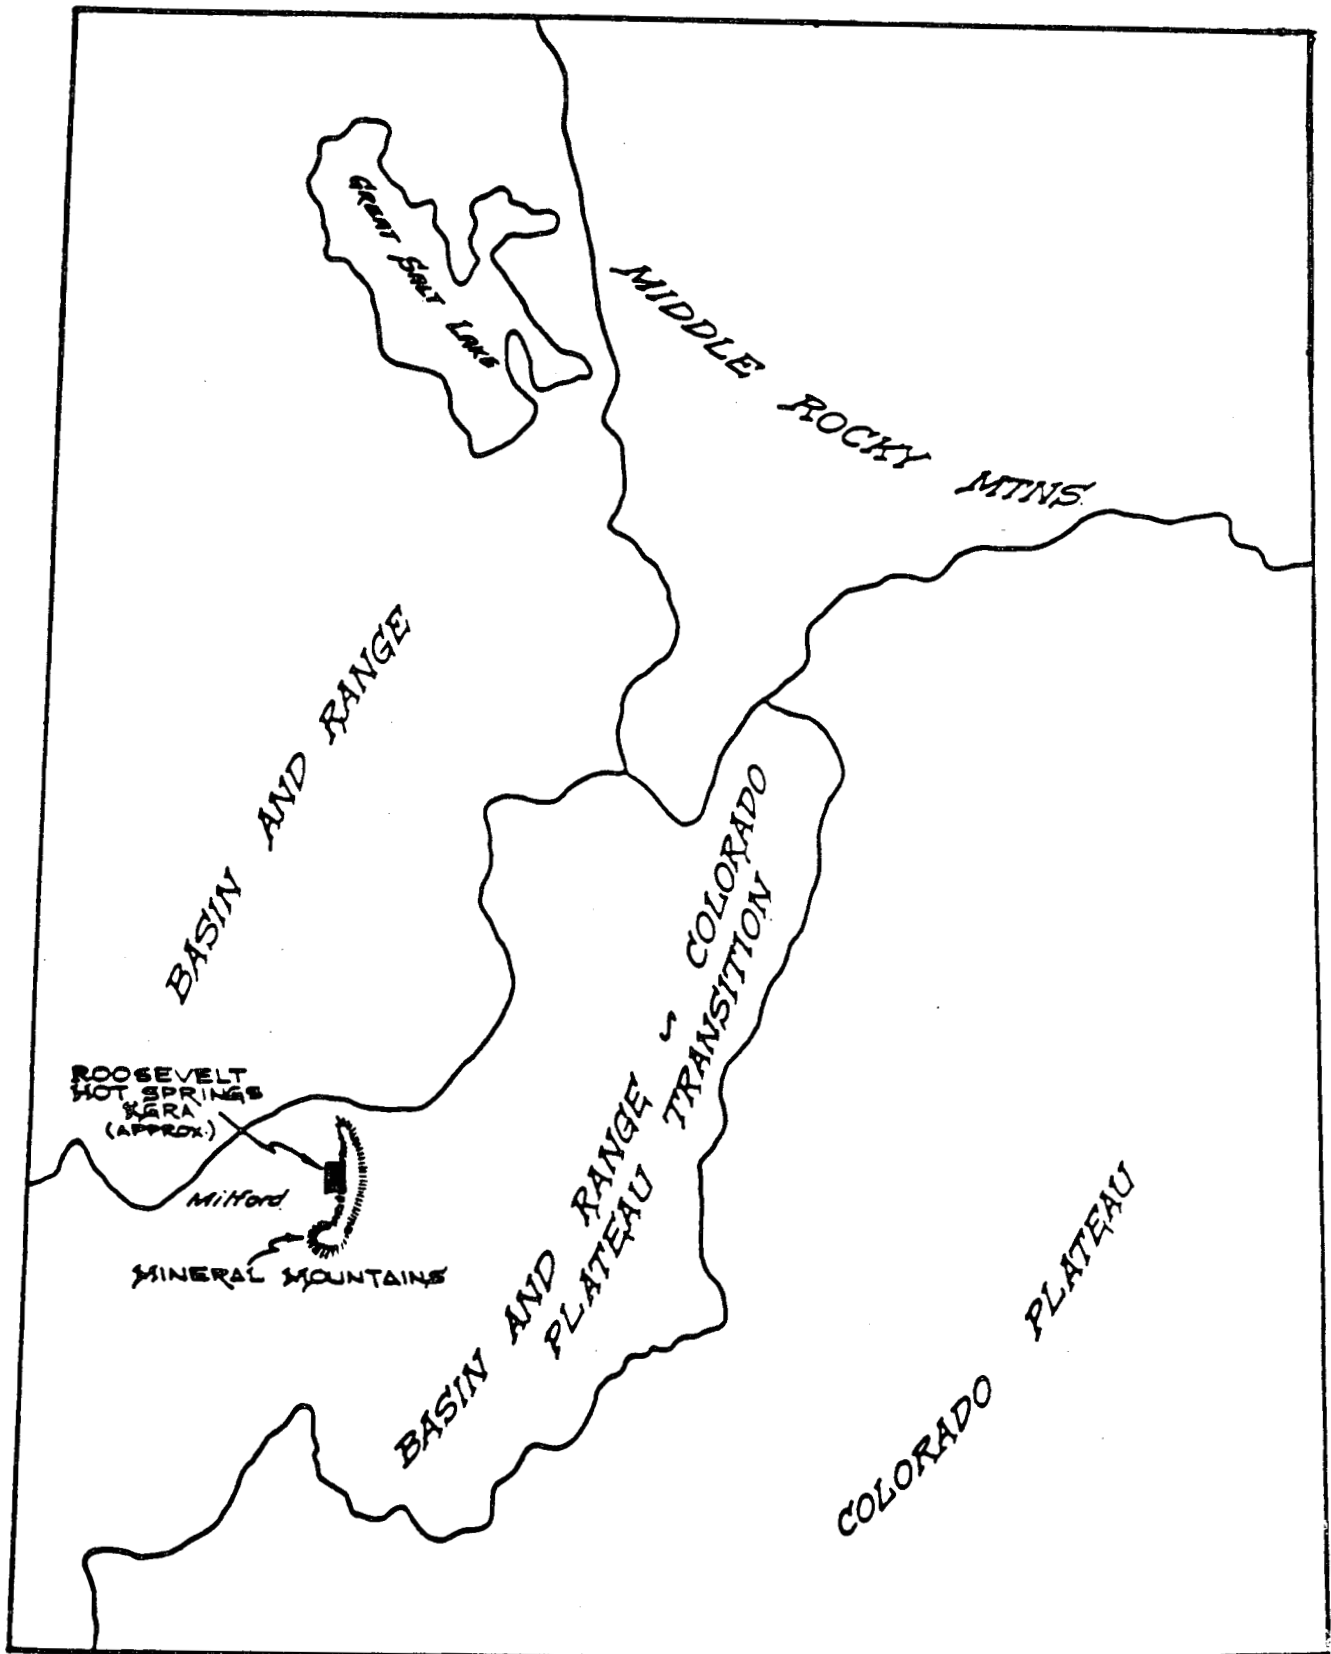 GREAT SALT LAKE
MIDDLE ROCKY MTNS.
BASIN AND RANGE
ROOSEVELT
HOT SPRINGS
KGRA
(APPROX.)
Milford
MINERAL MOUNTAINS
BASIN AND RANGE - COLORADO
PLATEAU TRANSITION
COLORADO PLATEAU